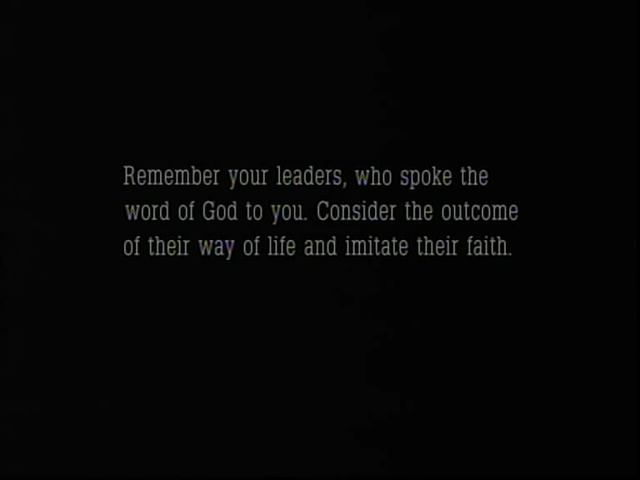 Remember your leaders, who spoke the
word of God to you. Consider the outcome
of their way of life and imitate their faith.